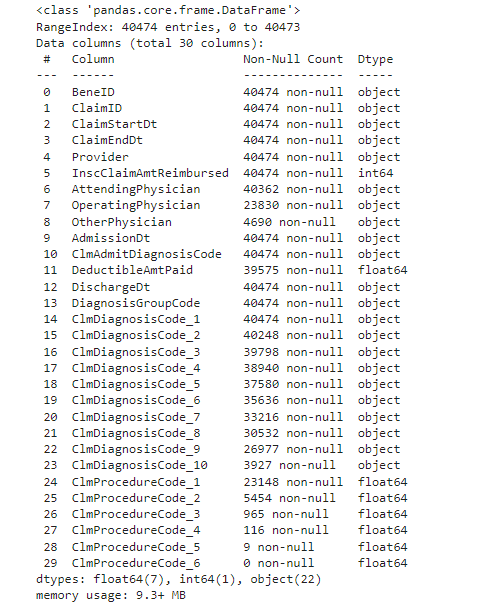 <class 'pandas.core.frame.DataFrame'>
RangeIndex: 40474 entries, 0 to 40473
Data columns (total 30 columns):
 #   Column                  Non-Null Count  Dtype
---  ------                  --------------  -----
 0   BeneID                  40474 non-null  object
 1   ClaimID                 40474 non-null  object
 2   ClaimStartDt            40474 non-null  object
 3   ClaimEndDt              40474 non-null  object
 4   Provider                40474 non-null  object
 5   InscClaimAmtReimbursed  40474 non-null  int64
 6   AttendingPhysician      40362 non-null  object
 7   OperatingPhysician      23830 non-null  object
 8   OtherPhysician          4690 non-null   object
 9   AdmissionDt             40474 non-null  object
 10  ClmAdmitDiagnosisCode   40474 non-null  object
 11  DeductibleAmtPaid       39575 non-null  float64
 12  DischargeDt             40474 non-null  object
 13  DiagnosisGroupCode      40474 non-null  object
 14  ClmDiagnosisCode_1      40474 non-null  object
 15  ClmDiagnosisCode_2      40248 non-null  object
 16  ClmDiagnosisCode_3      39798 non-null  object
 17  ClmDiagnosisCode_4      38940 non-null  object
 18  ClmDiagnosisCode_5      37580 non-null  object
 19  ClmDiagnosisCode_6      35636 non-null  object
 20  ClmDiagnosisCode_7      33216 non-null  object
 21  ClmDiagnosisCode_8      30532 non-null  object
 22  ClmDiagnosisCode_9      26977 non-null  object
 23  ClmDiagnosisCode_10     3927 non-null   object
 24  ClmProcedureCode_1      23148 non-null  float64
 25  ClmProcedureCode_2      5454 non-null   float64
 26  ClmProcedureCode_3      965 non-null    float64
 27  ClmProcedureCode_4      116 non-null    float64
 28  ClmProcedureCode_5      9 non-null      float64
 29  ClmProcedureCode_6      0 non-null      float64
dtypes: float64(7), int64(1), object(22)
memory usage: 9.3+ MB